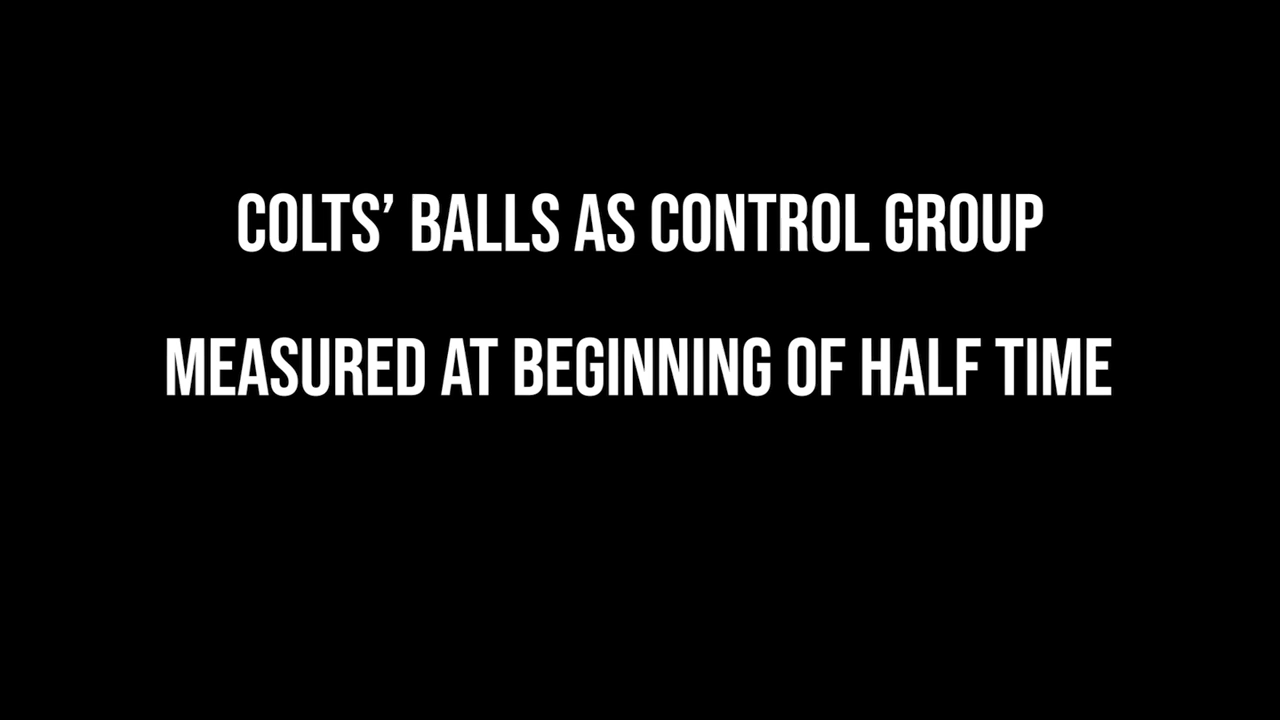 COLTS’ BALLS AS CONTROL GROUP
MEASURED AT BEGINNING OF HALF TIME